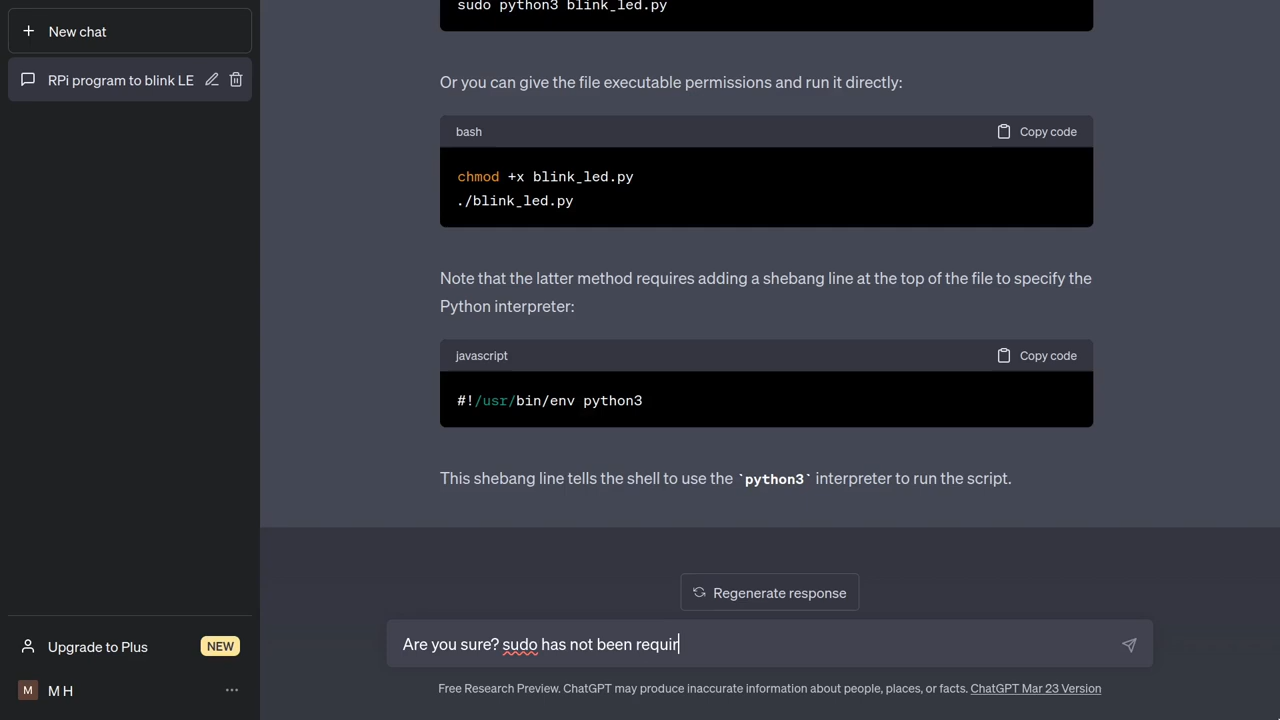 New chat
RPi program to blink LE
Upgrade to Plus
NEW
M
M H
sudo python3 blink_led.py
Or you can give the file executable permissions and run it directly:
bash
Copy code
chmod +x blink_led.py
./blink_led.py
Note that the latter method requires adding a shebang line at the top of the file to specify the
Python interpreter:
javascript
Copy code
#!/usr/bin/env python3
This shebang line tells the shell to use the `python3` interpreter to run the script.
Regenerate response
Are you sure? sudo has not been requir
Free Research Preview. ChatGPT may produce inaccurate information about people, places, or facts. ChatGPT Mar 23 Version